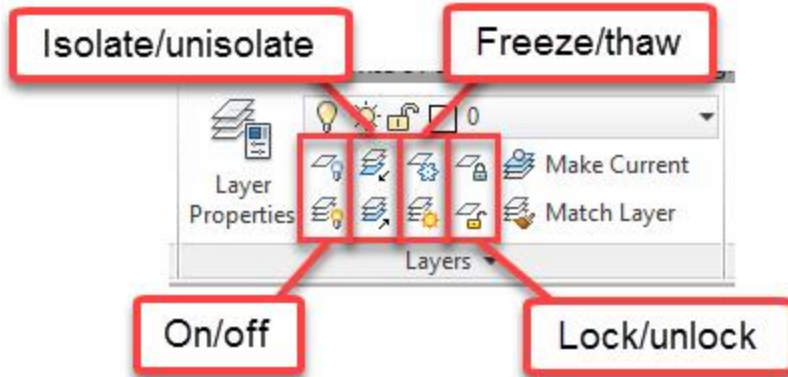 Isolate/unisolate
Freeze/thaw
0
Layer
Properties
Make Current
Match Layer
Layers
On/off
Lock/unlock